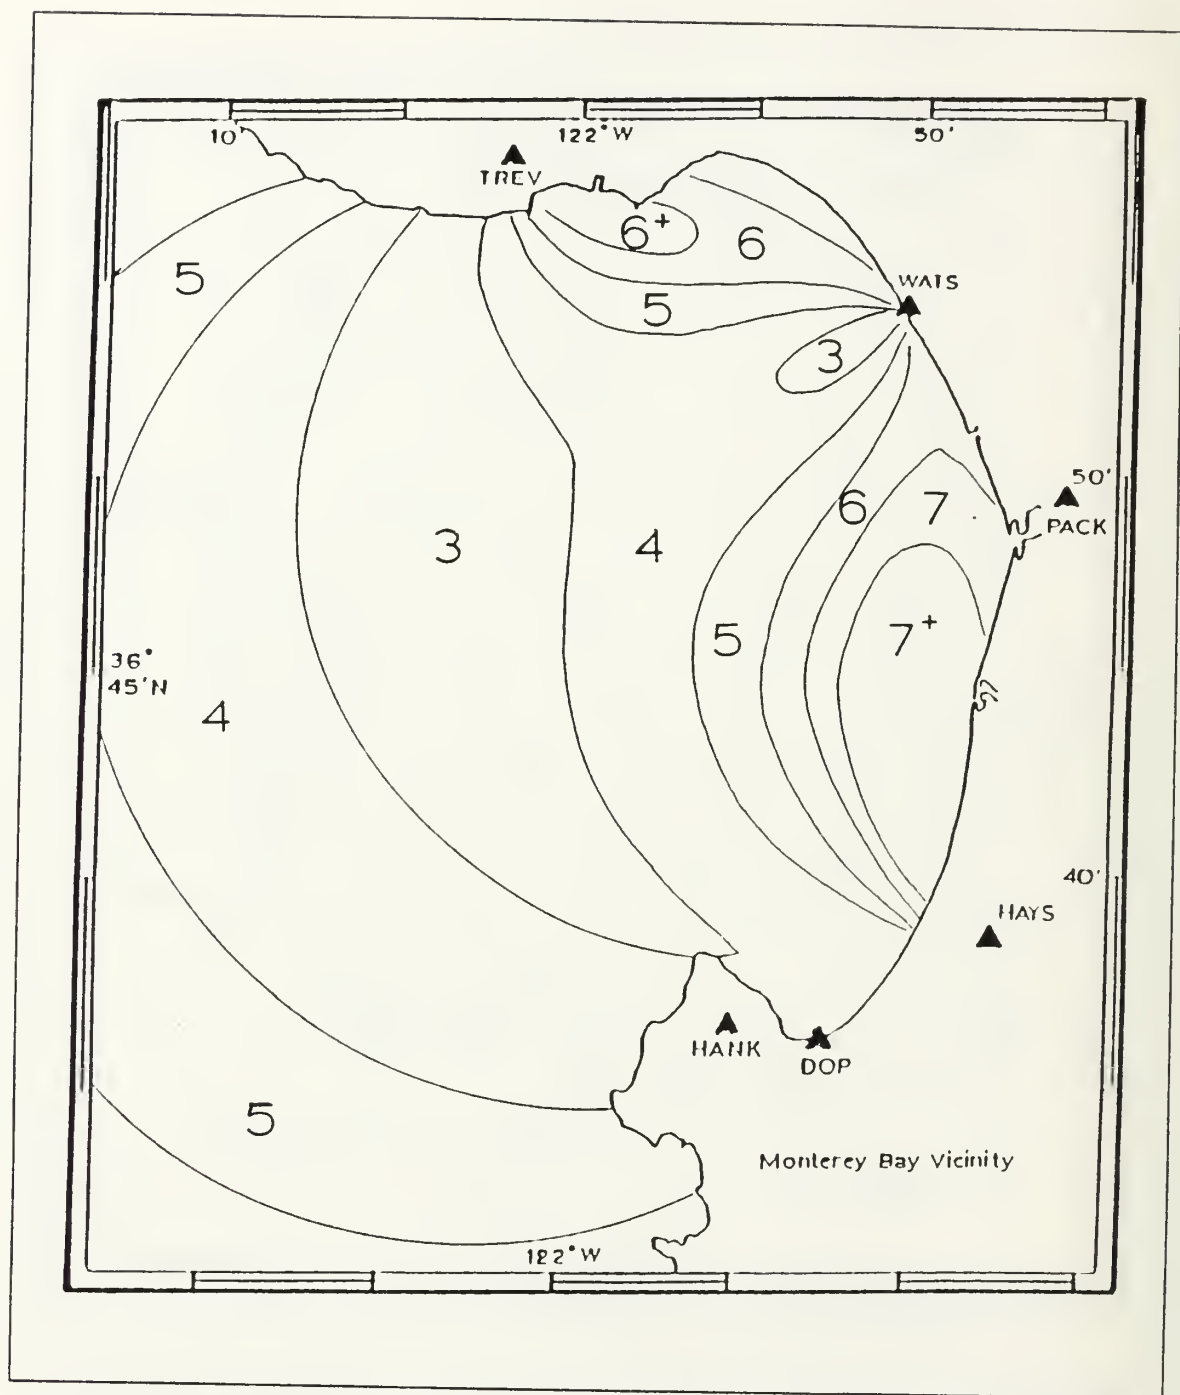 10'
122°W
50'
TREV
6+
6
5
WATS
5
3
50'
6
7
PACK
3
4
5
7+
36°
45'N
4
40'
HAYS
HANK
DOP
5
Monterey Bay Vicinity
122°W